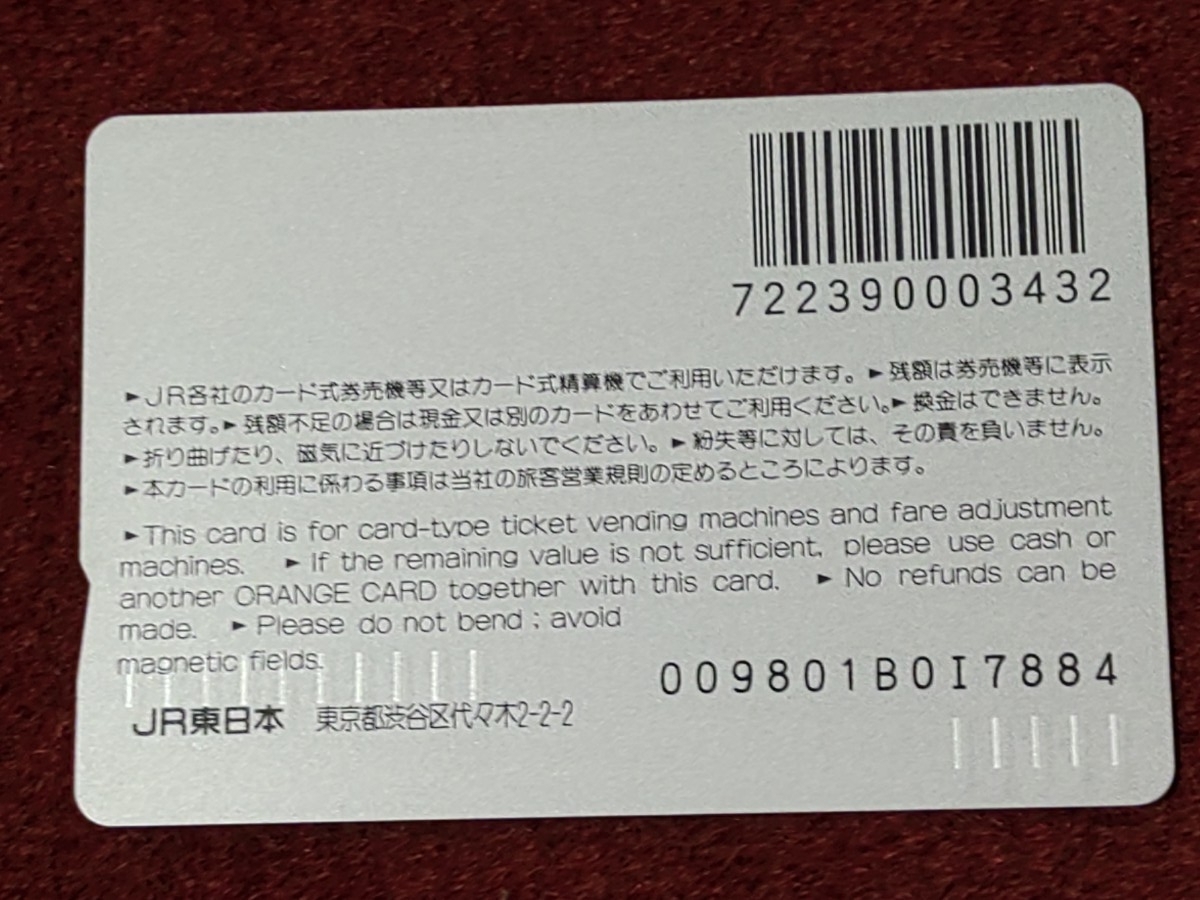 722390003432
►JR各社のカード式券売機等又はカード式精算機でご利用いただけます。►残額は券売機等に表示
されます。►残額不足の場合は現金又は別のカードをあわせてご利用ください。►換金はできません。
►折り曲げたり、磁気に近づけたりしないでください。►紛失等に対しては、その責を負いません。
►本カードの利用に係わる事項は当社の旅客営業規則の定めるところによります。
►This card is for card-type ticket vending machines and fare adjustment
machines. ►If the remaining value is not sufficient, please use cash or
another ORANGE CARD together with this card. ►No refunds can be
made. ►Please do not bend ; avoid
magnetic fields.
009801B0I7884
JR東日本 東京都渋谷区代々木2-2-2